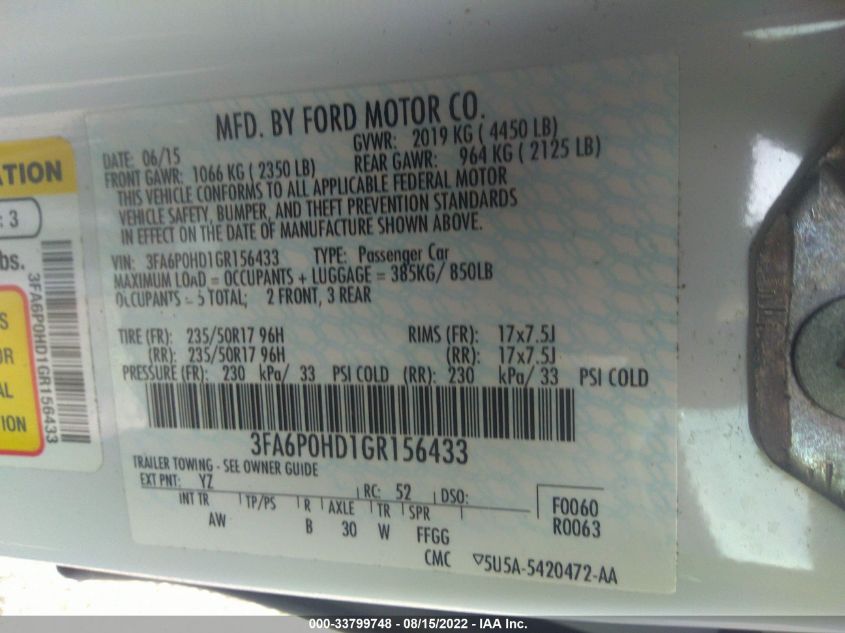 MFD. BY FORD MOTOR CO.
DATE: 06/15 GVWR: 2019 KG ( 4450 LB)
FRONT GAWR: 1066 KG ( 2350 LB) REAR GAWR: 964 KG ( 2125 LB)
THIS VEHICLE CONFORMS TO ALL APPLICABLE FEDERAL MOTOR
VEHICLE SAFETY, BUMPER, AND THEFT PREVENTION STANDARDS
IN EFFECT ON THE DATE OF MANUFACTURE SHOWN ABOVE.
VIN: 3FA6P0HD1GR156433 TYPE: Passenger Car
MAXIMUM LOAD = OCCUPANTS + LUGGAGE = 385KG/ 850LB
OCCUPANTS = 5 TOTAL; 2 FRONT, 3 REAR
TIRE (FR): 235/50R17 96H RIMS (FR): 17x7.5J
(RR): 235/50R17 96H (RR): 17x7.5J
PRESSURE (FR): 230 kPa/ 33 PSI COLD (RR): 230 kPa/ 33 PSI COLD
3FA6P0HD1GR156433
TRAILER TOWING - SEE OWNER GUIDE
EXT PNT: YZ RC: 52 DSO: F0060
INT TR TP/PS R AXLE TR SPR R0063
AW B 30 W FFGG
CMC ▽5U5A-5420472-AA
ATION
: 3
bs.
S
OR
AL
TION
3FA6P0HD1GR156433
000-33799748 - 08/15/2022 - IAA Inc.